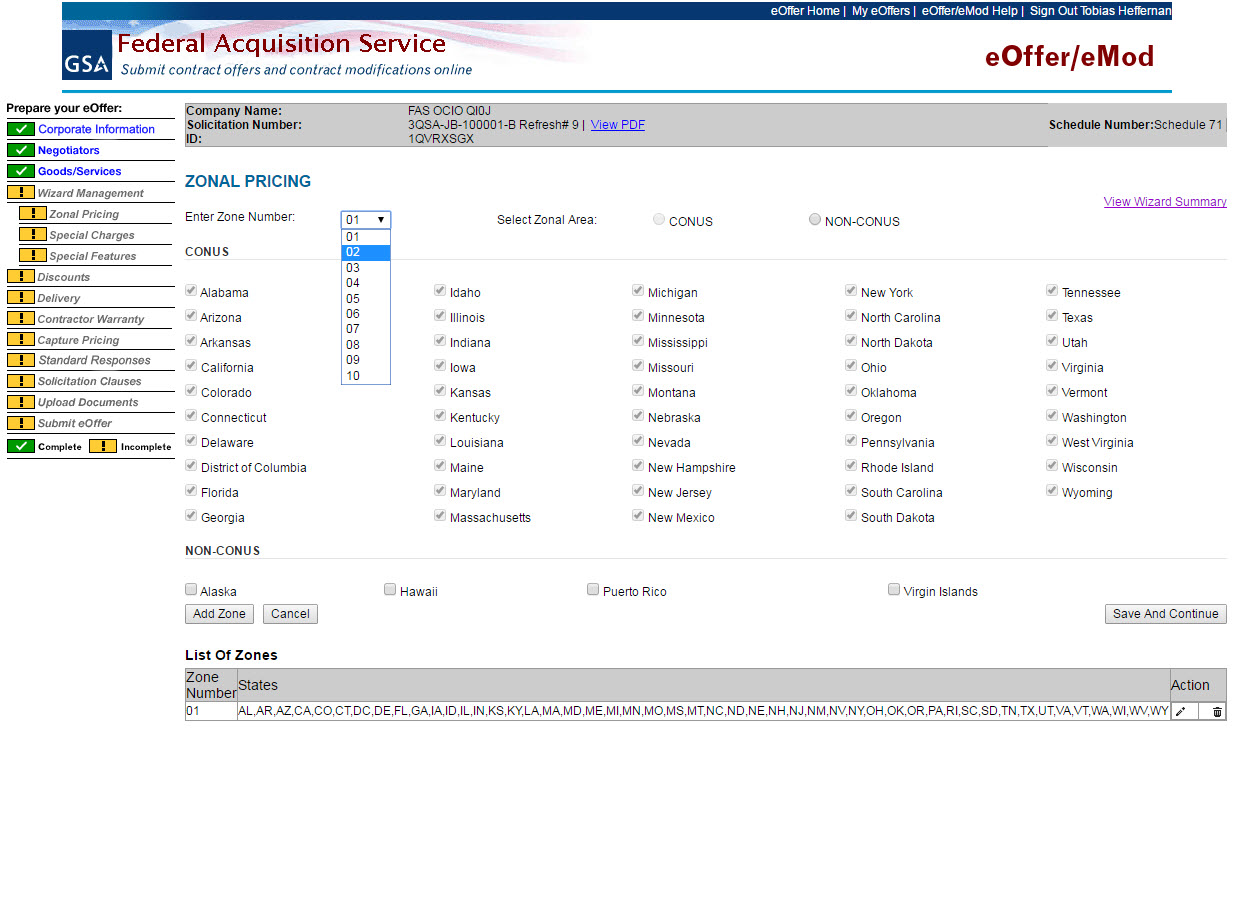 eOffer Home | My eOffers | eOffer/eMod Help | Sign Out Tobias Heffernan
GSA
Federal Acquisition Service
Submit contract offers and contract modifications online
eOffer/eMod
Prepare your eOffer:
Corporate Information
Negotiators
Goods/Services
Wizard Management
Zonal Pricing
Special Charges
Special Features
Discounts
Delivery
Contractor Warranty
Capture Pricing
Standard Responses
Solicitation Clauses
Upload Documents
Submit eOffer
Complete Incomplete
Company Name: FAS OCIO QI0J
Solicitation Number: 3QSA-JB-100001-B Refresh# 9 | View PDF Schedule Number:Schedule 71
ID: 1QVRXSGX
ZONAL PRICING
View Wizard Summary
Enter Zone Number: 01 Select Zonal Area: CONUS NON-CONUS
01
02
03
04
05
06
07
08
09
10
CONUS
Alabama Idaho Michigan New York Tennessee
Arizona Illinois Minnesota North Carolina Texas
Arkansas Indiana Mississippi North Dakota Utah
California Iowa Missouri Ohio Virginia
Colorado Kansas Montana Oklahoma Vermont
Connecticut Kentucky Nebraska Oregon Washington
Delaware Louisiana Nevada Pennsylvania West Virginia
District of Columbia Maine New Hampshire Rhode Island Wisconsin
Florida Maryland New Jersey South Carolina Wyoming
Georgia Massachusetts New Mexico South Dakota
NON-CONUS
Alaska Hawaii Puerto Rico Virgin Islands
Add Zone Cancel Save And Continue
List Of Zones
Zone Number States Action
01 AL,AR,AZ,CA,CO,CT,DC,DE,FL,GA,IA,ID,IL,IN,KS,KY,LA,MA,MD,ME,MI,MN,MO,MS,MT,NC,ND,NE,NH,NJ,NM,NV,NY,OH,OK,OR,PA,RI,SC,SD,TN,TX,UT,VA,VT,WA,WI,WV,WY